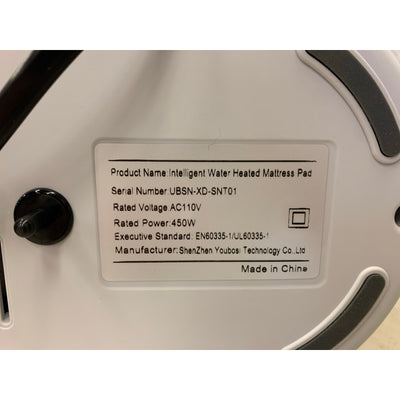 Product Name:Intelligent Water Heated Mattress Pad
Serial Number:UBSN-XD-SNT01
Rated Voltage:AC110V
Rated Power:450W
Executive Standard: EN60335-1/UL60335-1
Manufacturer:ShenZhen Youbosi Technology Co.,Ltd
Made in China